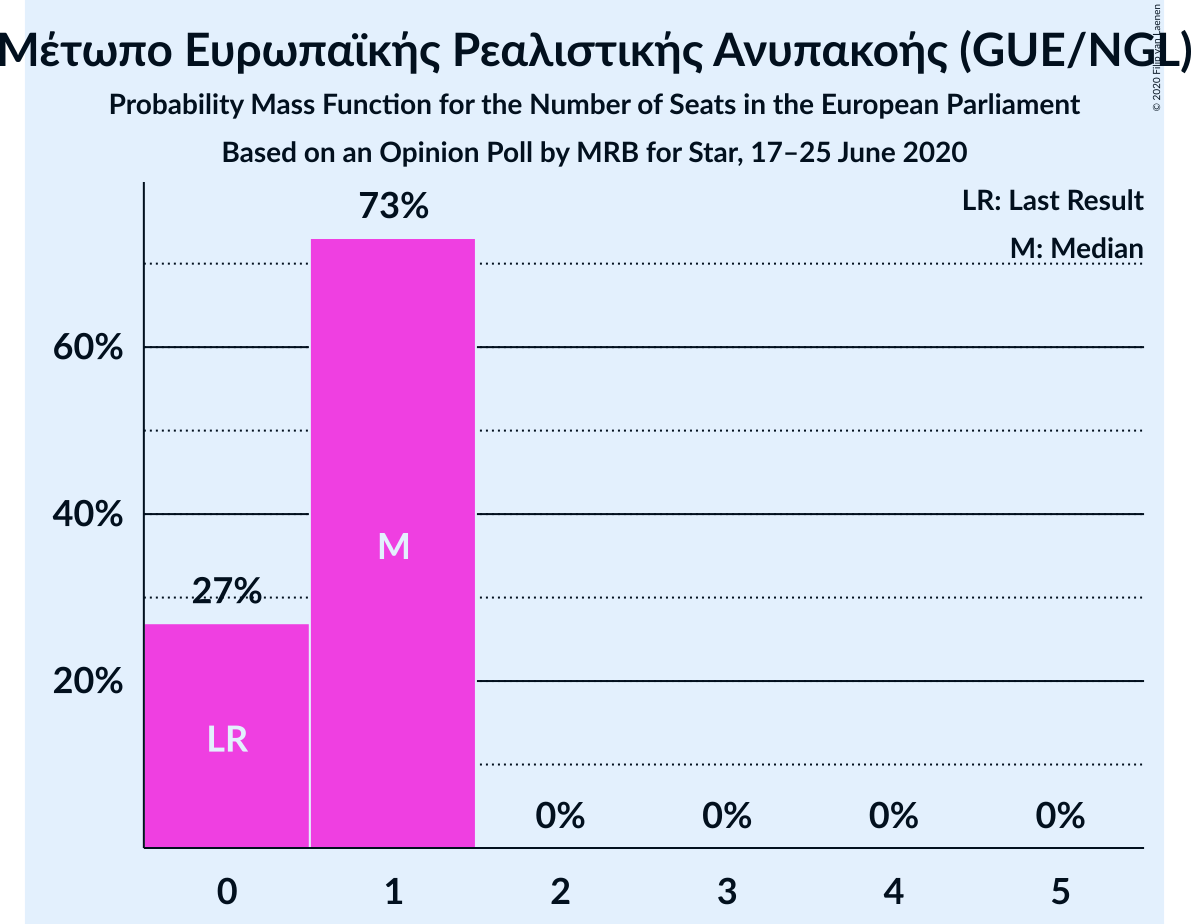 Μέτωπο Ευρωπαϊκής Ρεαλιστικής Ανυπακοής (GUE/NGL)
© 2020 Filip van Laenen
Probability Mass Function for the Number of Seats in the European Parliament
Based on an Opinion Poll by MRB for Star, 17–25 June 2020
LR: Last Result
M: Median
73%
60%
40%
M
27%
20%
LR
0% 0% 0% 0%
0 1 2 3 4 5